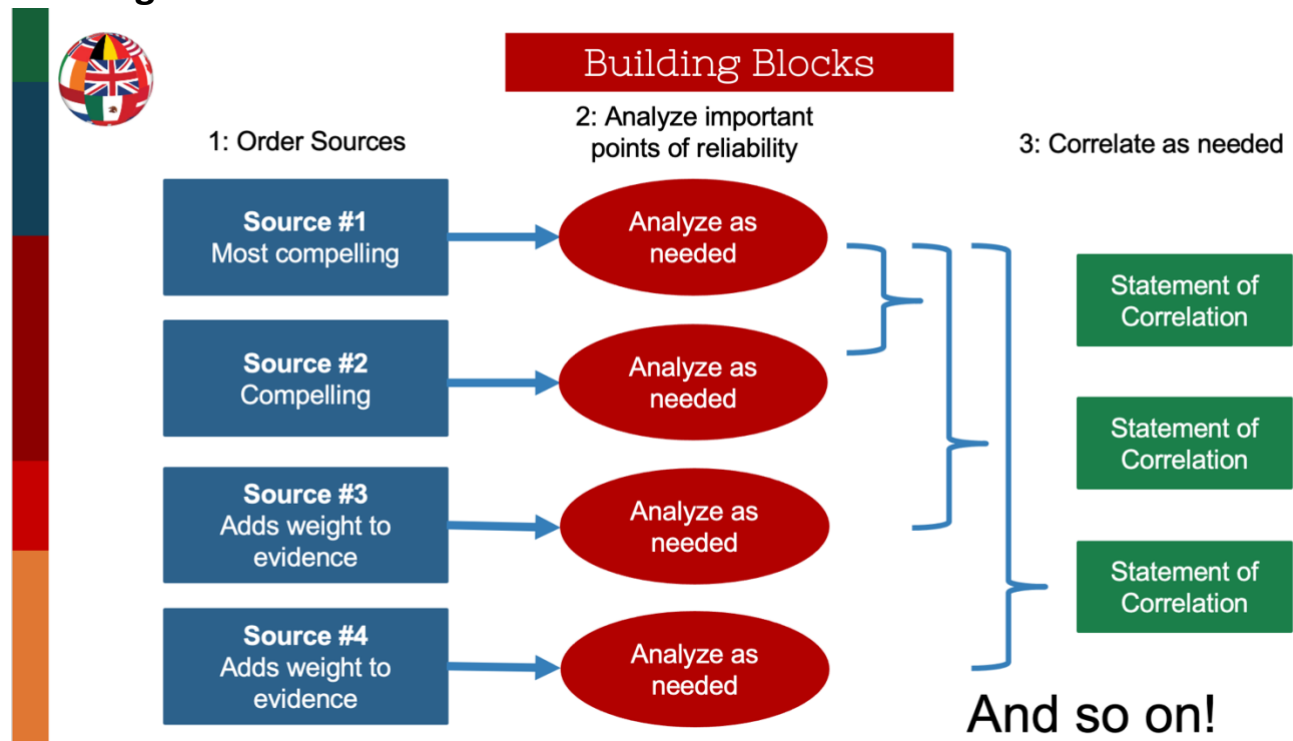 Building Blocks
1: Order Sources
2: Analyze important
points of reliability
3: Correlate as needed
Source #1
Most compelling
Analyze as
needed
Source #2
Compelling
Analyze as
needed
Source #3
Adds weight to
evidence
Analyze as
needed
Source #4
Adds weight to
evidence
Analyze as
needed
Statement of
Correlation
Statement of
Correlation
Statement of
Correlation
And so on!